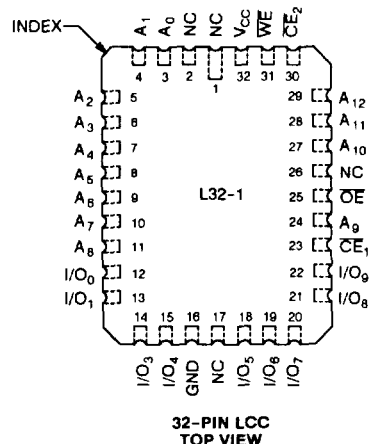 INDEX
A1 A0 NC NC VCC WE CE2
4 3 2 1 32 31 30
A2 5 29 A12
A3 6 28 A11
A4 7 27 A10
A5 8 26 NC
A6 9 L32-1 25 OE
A7 10 24 A9
A8 11 23 CE1
I/O0 12 22 I/O9
I/O1 13 21 I/O8
14 15 16 17 18 19 20
I/O3 I/O4 GND NC I/O5 I/O6 I/O7
32-PIN LCC
TOP VIEW